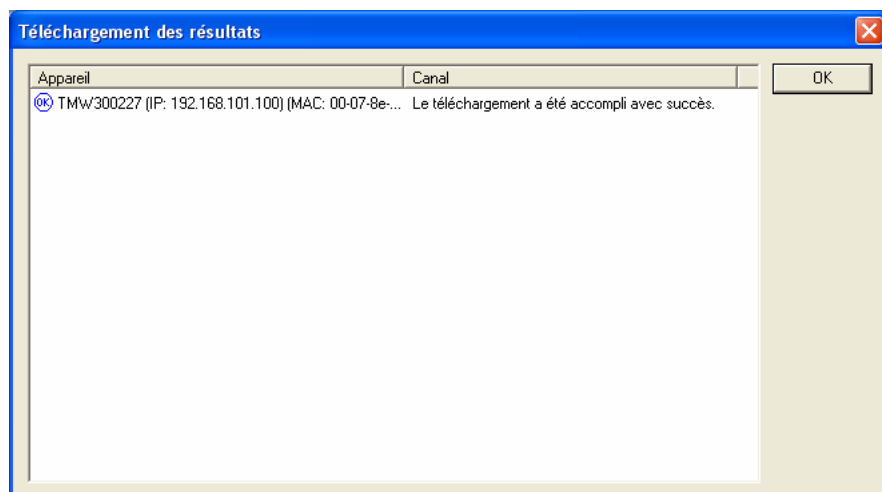 Téléchargement des résultats
Appareil Canal OK
OK TMW300227 (IP: 192.168.101.100) (MAC: 00-07-8e-... Le téléchargement a été accompli avec succès.